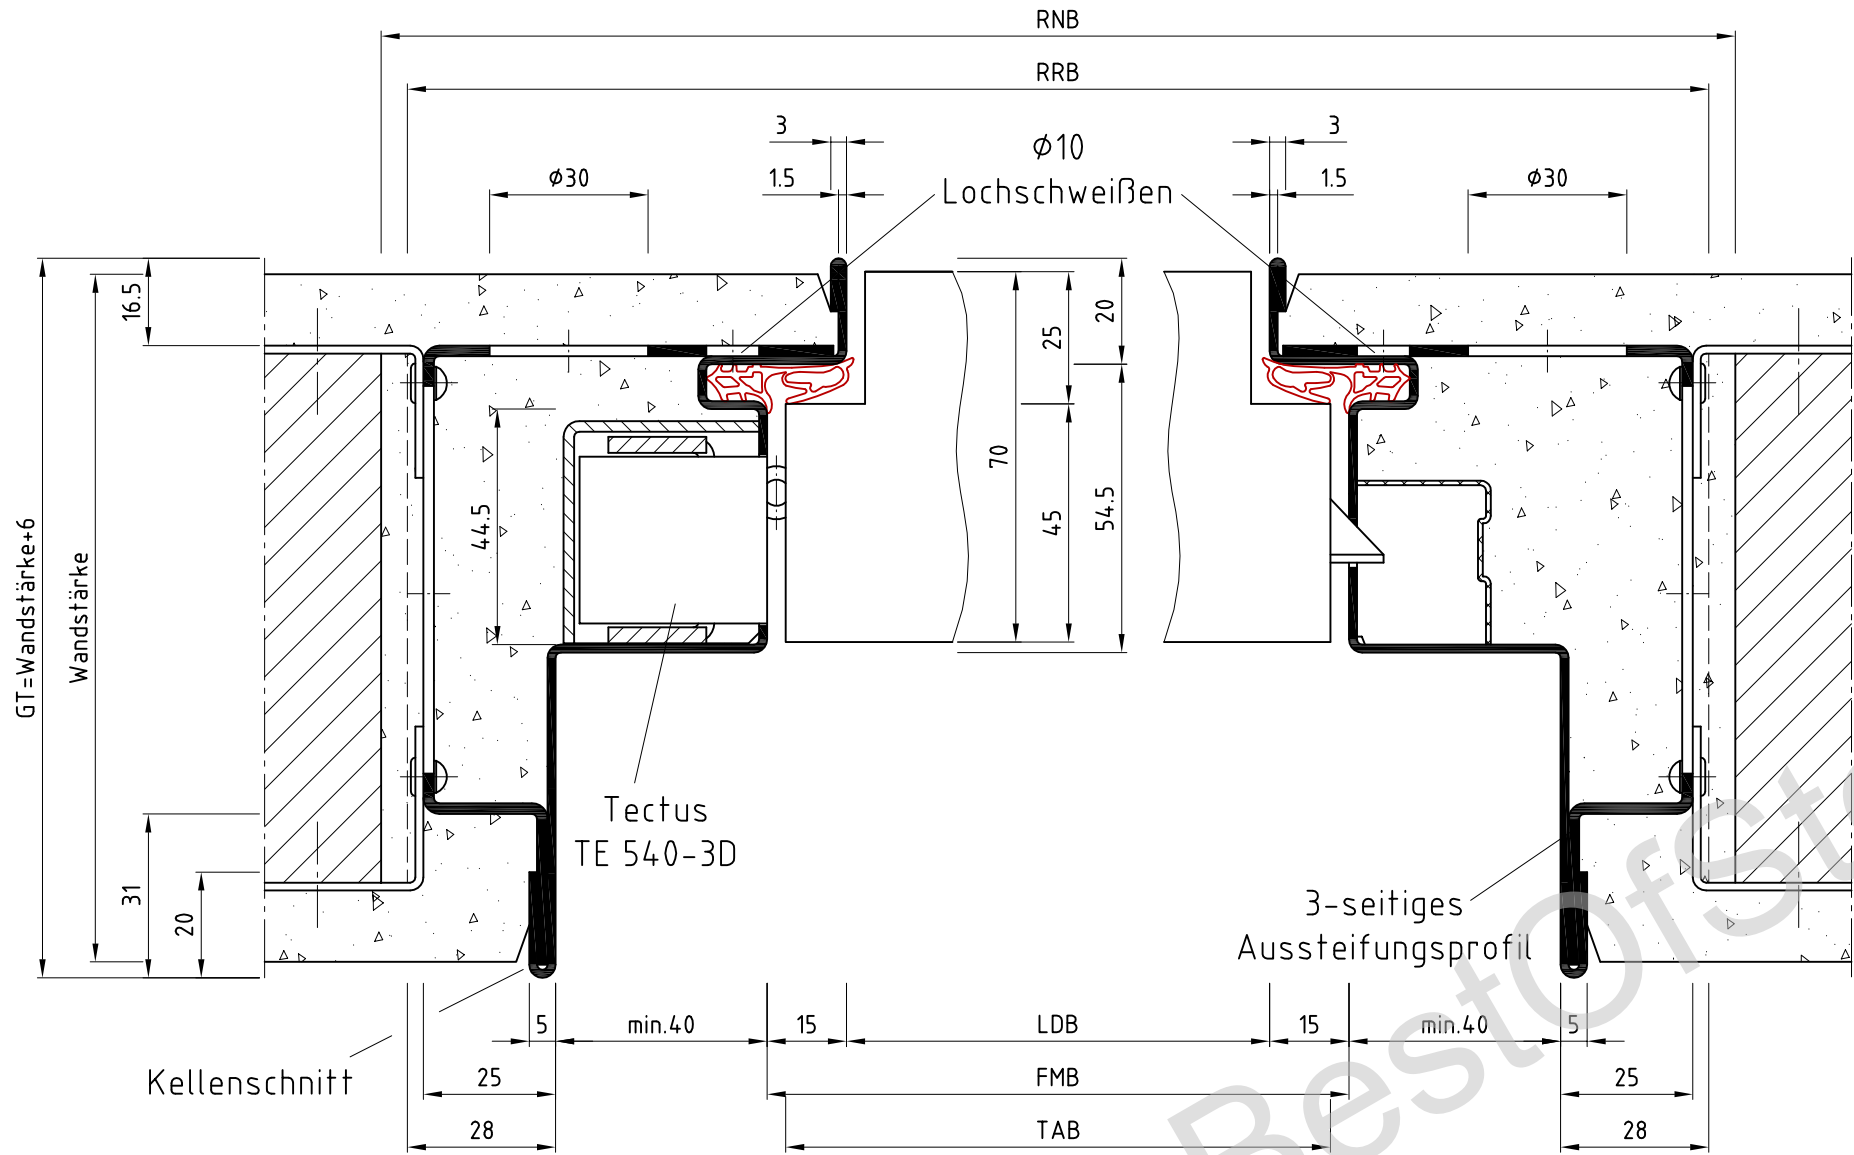 RNB
RRB
3
3
⌀10
⌀30
1.5
Lochschweißen
1.5
⌀30
16.5
20
25
GT=Wandstärke+6
Wandstärke
44.5
70
45
54.5
Tectus
TE 540-3D
31
20
3-seitiges
Aussteifungsprofil
5
min.40
15
LDB
15
min.40
5
Kellenschnitt
25
FMB
25
28
TAB
28
BestOfSt